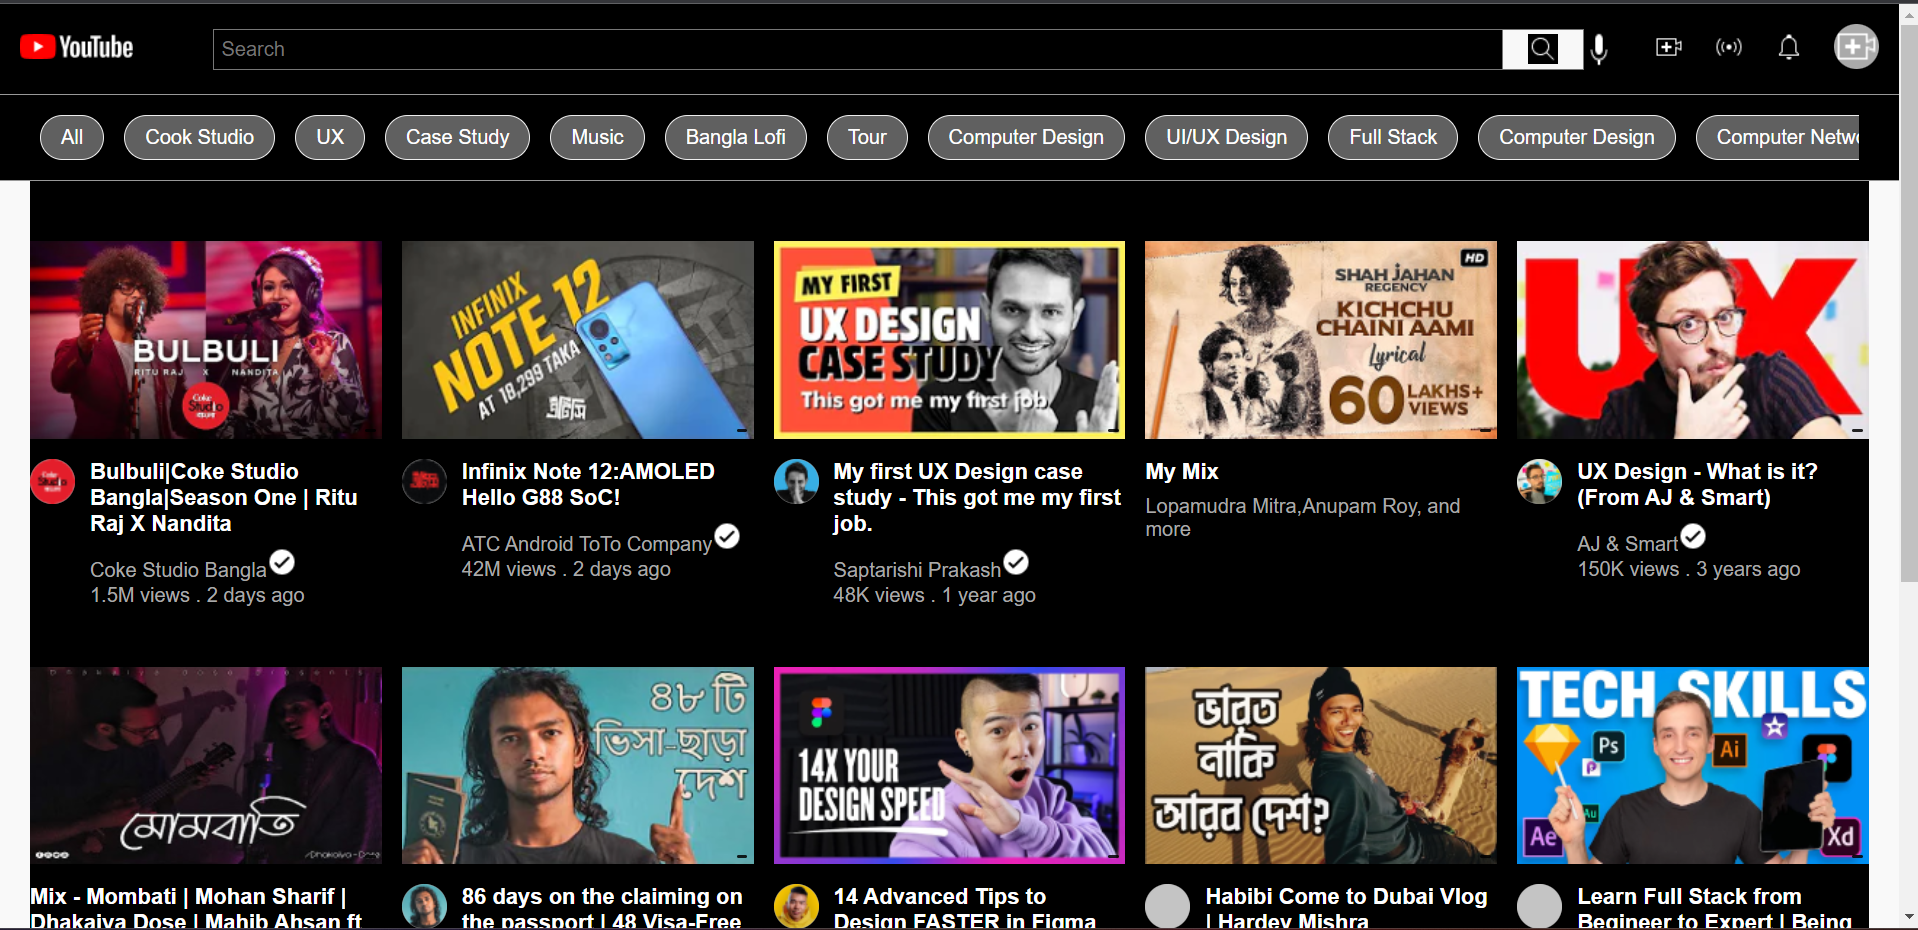 YouTube
Search
All
Cook Studio
UX
Case Study
Music
Bangla Lofi
Tour
Computer Design
UI/UX Design
Full Stack
Computer Design
Computer Netwo
BULBULI
RITU RAJ X NANDITA
Coke
Studio
বাংলা
INFINIX
NOTE 12
AT 18,299 TAKA
এটিসি
MY FIRST
UX DESIGN
CASE STUDY
This got me my first job.
HD
SHAH JAHAN
REGENCY
KICHCHU
CHAINI AAMI
Lyrical
60 LAKHS+
VIEWS
UX
Bulbuli|Coke Studio
Bangla|Season One | Ritu
Raj X Nandita
Coke Studio Bangla
1.5M views . 2 days ago
Infinix Note 12:AMOLED
Hello G88 SoC!
ATC Android ToTo Company
42M views . 2 days ago
My first UX Design case
study - This got me my first
job.
Saptarishi Prakash
48K views . 1 year ago
My Mix
Lopamudra Mitra,Anupam Roy, and
more
UX Design - What is it?
(From AJ & Smart)
AJ & Smart
150K views . 3 years ago
Dhakaiya dose presents
মোমবাতি
৪৮ টি
ভিসা-ছাড়া
দেশ
14X YOUR
DESIGN SPEED
ভারত
নাকি
আরব দেশ?
TECH SKILLS
Ps
Ai
Au
Ae
Xd
Mix - Mombati | Mohan Sharif |
Dhakaiya Dose | Mahib Ahsan ft
86 days on the claiming on
the passport | 48 Visa-Free
14 Advanced Tips to
Design FASTER in Figma
Habibi Come to Dubai Vlog
| Hardev Mishra
Learn Full Stack from
Begineer to Expert | Being